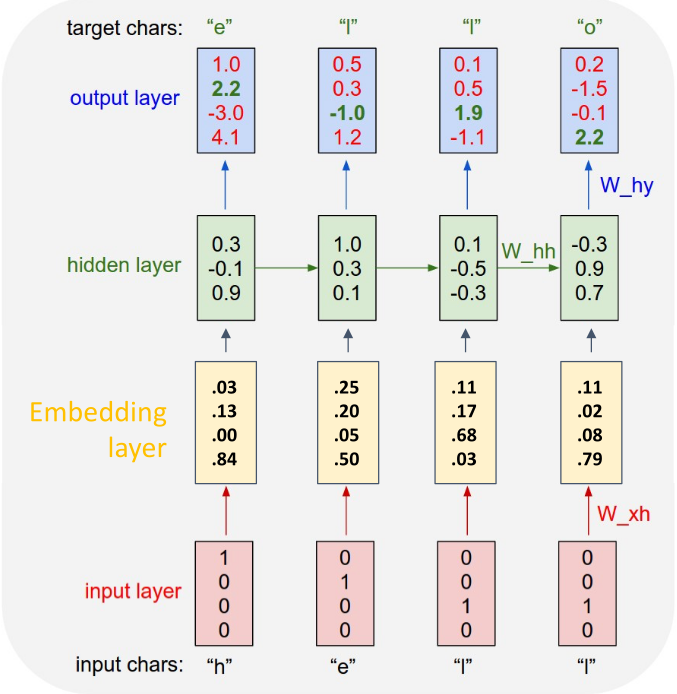 target chars: “e” “l” “l” “o”
output layer
1.0 0.5 0.1 0.2
2.2 0.3 0.5 -1.5
-3.0 -1.0 1.9 -0.1
4.1 1.2 -1.1 2.2
W_hy
hidden layer
0.3 1.0 0.1 -0.3
-0.1 0.3 -0.5 0.9
0.9 0.1 -0.3 0.7
W_hh
Embedding
layer
.03 .25 .11 .11
.13 .20 .17 .02
.00 .05 .68 .08
.84 .50 .03 .79
W_xh
input layer
1 0 0 0
0 1 0 0
0 0 1 1
0 0 0 0
input chars: “h” “e” “l” “l”